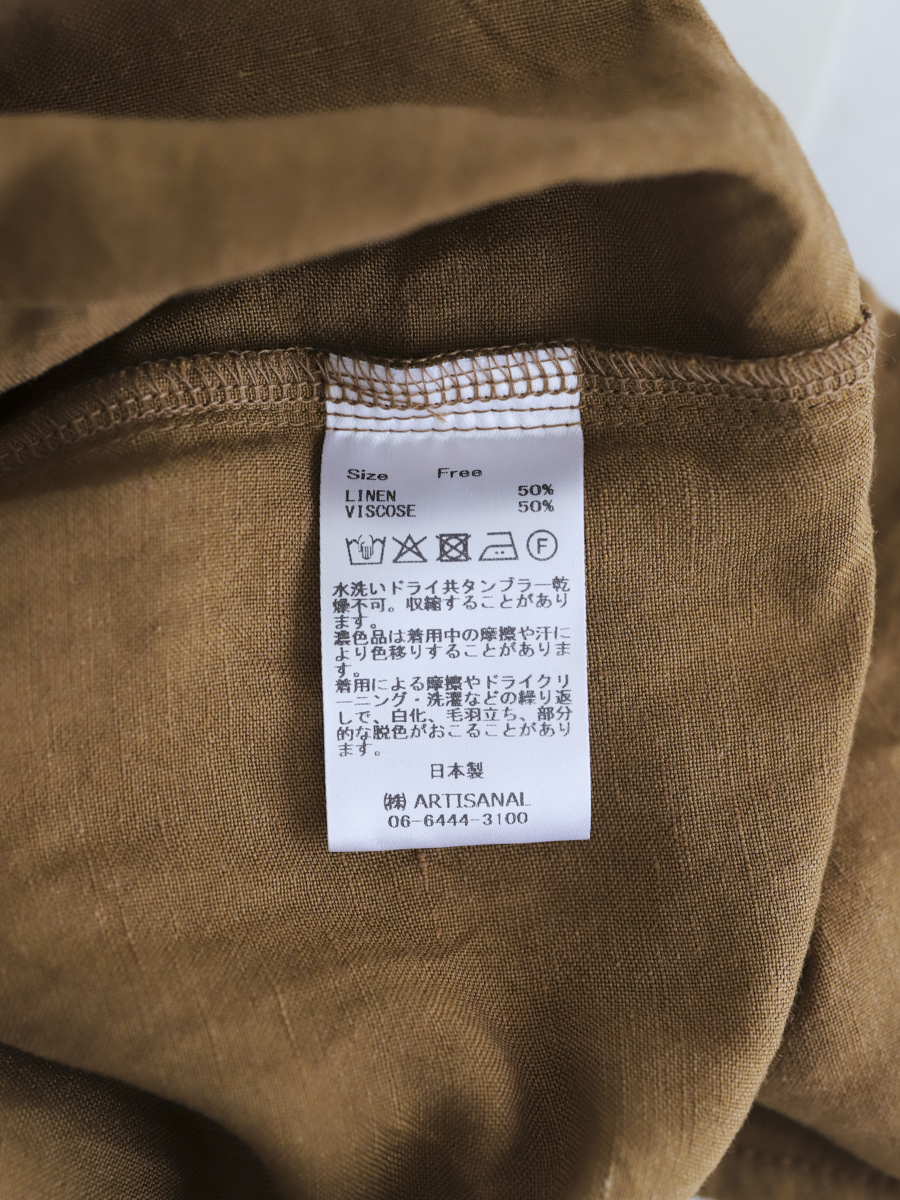 Size Free
LINEN 50%
VISCOSE 50%
F
水洗いドライ共タンブラー乾
燥不可。収縮することがあり
ます。
濃色品は着用中の摩擦や汗に
より色移りすることがありま
す。
着用による摩擦やドライクリ
ーニング・洗濯などの繰り返
しで、白化、毛羽立ち、部分
的な脱色がおこることがあり
ます。
日本製
㈱ ARTISANAL
06-6444-3100